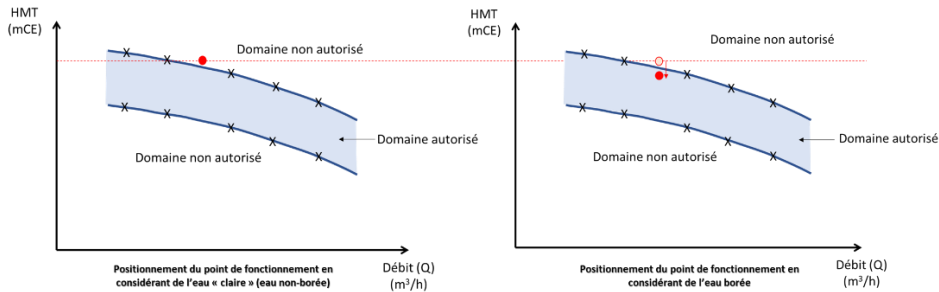 HMT
(mCE)
Domaine non autorisé
Domaine autorisé
Domaine non autorisé
Débit (Q)
(m³/h)
Positionnement du point de fonctionnement en
considérant de l'eau « claire » (eau non-borée)
HMT
(mCE)
Domaine non autorisé
Domaine autorisé
Domaine non autorisé
Débit (Q)
(m³/h)
Positionnement du point de fonctionnement en
considérant de l'eau borée